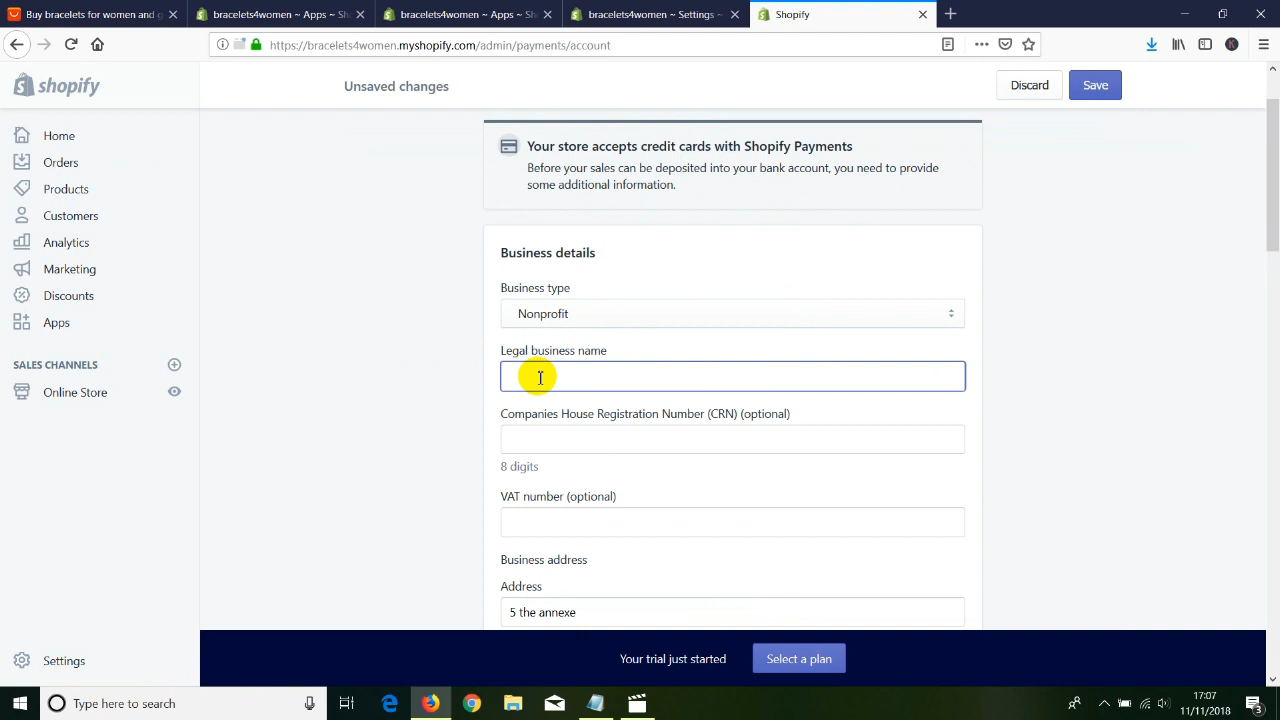 Buy bracelets for women and g
bracelets4women ~ Apps ~ Sh
bracelets4women ~ Apps ~ Sh
bracelets4women ~ Settings ~
Shopify
https://bracelets4women.myshopify.com/admin/payments/account
K
shopify
Unsaved changes
Discard
Save
Home
Orders
Products
Customers
Analytics
Marketing
Discounts
Apps
SALES CHANNELS
Online Store
Settings
Your store accepts credit cards with Shopify Payments
Before your sales can be deposited into your bank account, you need to provide
some additional information.
Business details
Business type
Nonprofit
Legal business name
Companies House Registration Number (CRN) (optional)
8 digits
VAT number (optional)
Business address
Address
5 the annexe
Your trial just started
Select a plan
Type here to search
17:07
11/11/2018
3